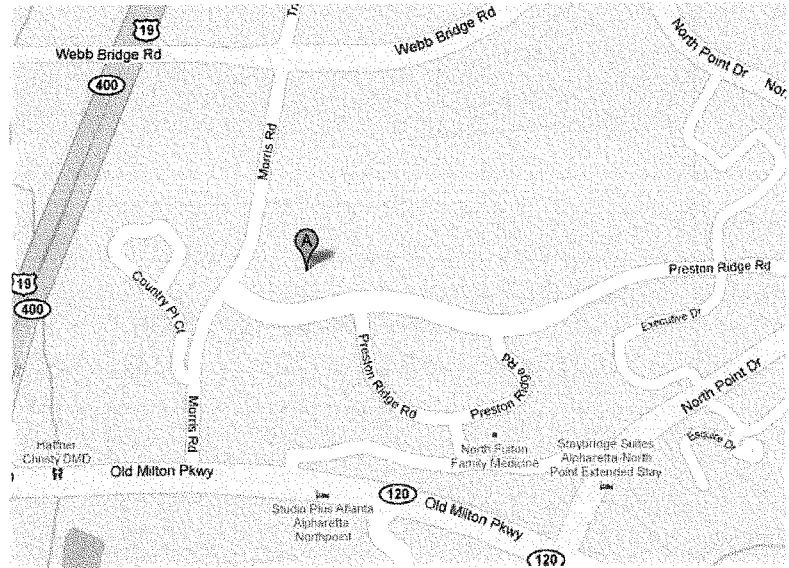 19
Webb Bridge Rd
400
Tr
Webb Bridge Rd
North Point Dr
Nor
Morris Rd
A
19
400
Country Pl Ct
Preston Ridge Rd
Executive Dr
Preston Ridge Rd
Preston Ridge Rd
North Point Dr
Morris Rd
Esquire Dr
Haffner
Christy DMD
North Fulton
Family Medicine
Staybridge Suites
Alpharetta-North
Point Extended Stay
Old Milton Pkwy
120
Old Milton Pkwy
Studio Plus Atlanta
Alpharetta
Northpoint
120